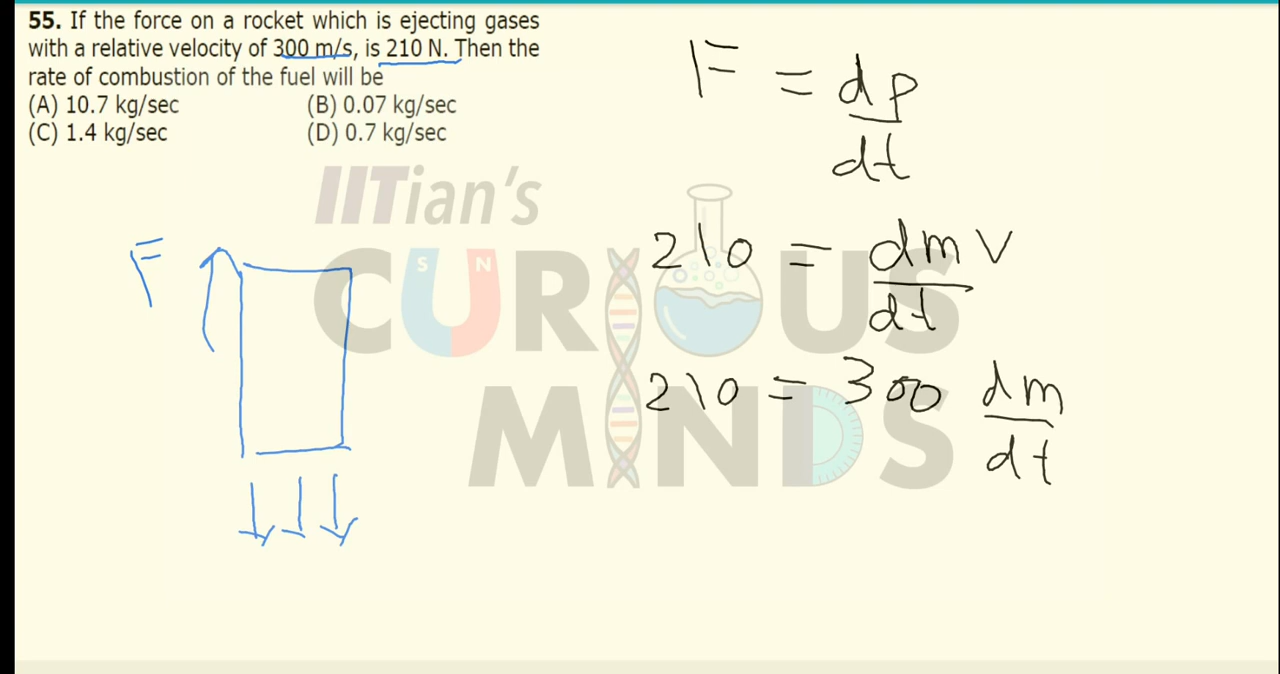 55. If the force on a rocket which is ejecting gases
with a relative velocity of 300 m/s, is 210 N. Then the
rate of combustion of the fuel will be
(A) 10.7 kg/sec (B) 0.07 kg/sec
(C) 1.4 kg/sec (D) 0.7 kg/sec
IITian's
CURIOUS
MINDS
S N
F
F = dp
dt
210 = dm v
dt
210 = 300 dm
dt